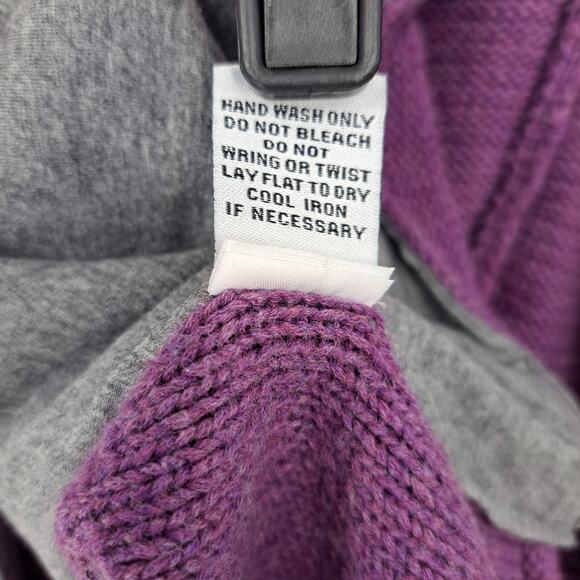 HAND WASH ONLY
DO NOT BLEACH
DO NOT
WRING OR TWIST
LAY FLAT TO DRY
COOL IRON
IF NECESSARY